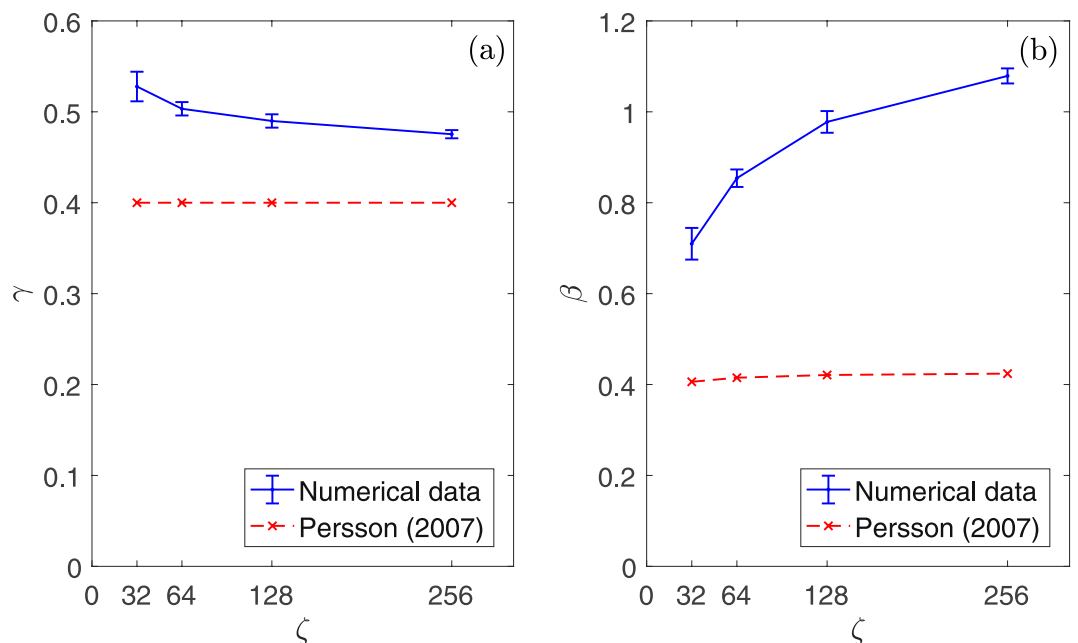 (a)
0.6
0.5
0.4
0.3
0.2
0.1
0
γ
0 32 64 128 256
ζ
Numerical data
Persson (2007)
(b)
1.2
1
0.8
0.6
0.4
0.2
0
β
0 32 64 128 256
ζ
Numerical data
Persson (2007)